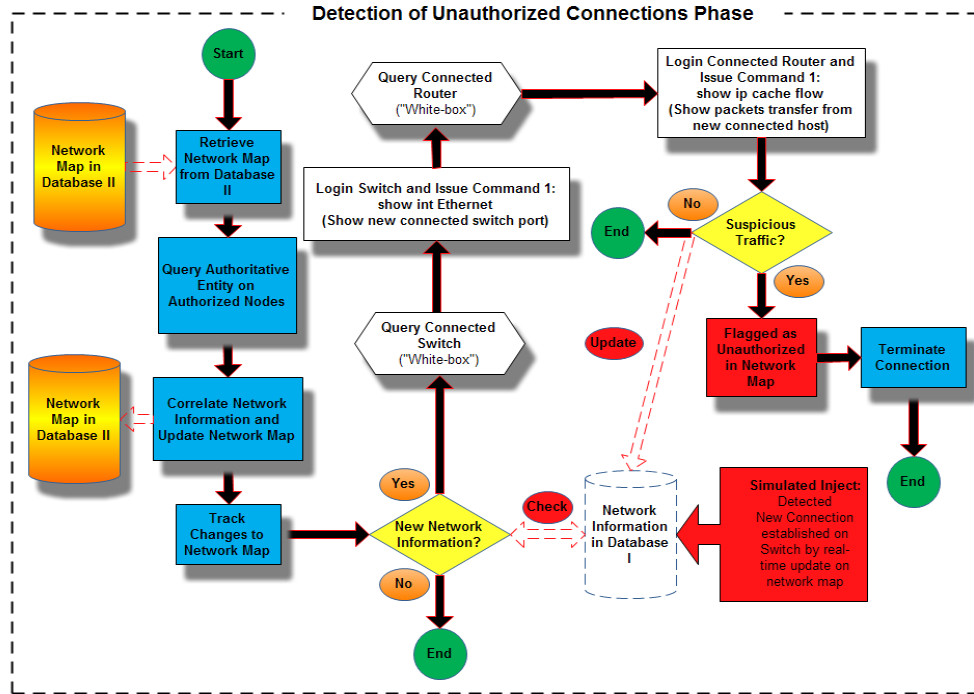 Detection of Unauthorized Connections Phase
Start
Network
Map in
Database II
Retrieve
Network Map
from Database
II
Query Authoritative
Entity on
Authorized Nodes
Network
Map in
Database II
Correlate Network
Information and
Update Network Map
Track
Changes to
Network Map
New Network
Information?
Yes
No
End
Query Connected
Switch
("White-box")
Login Switch and Issue Command 1:
show int Ethernet
(Show new connected switch port)
Query Connected
Router
("White-box")
Login Connected Router and
Issue Command 1:
show ip cache flow
(Show packets transfer from
new connected host)
Suspicious
Traffic?
No
End
Yes
Update
Flagged as
Unauthorized
in Network
Map
Terminate
Connection
End
Check
Network
Information
in Database
I
Simulated Inject:
Detected
New Connection
established on
Switch by real-
time update on
network map